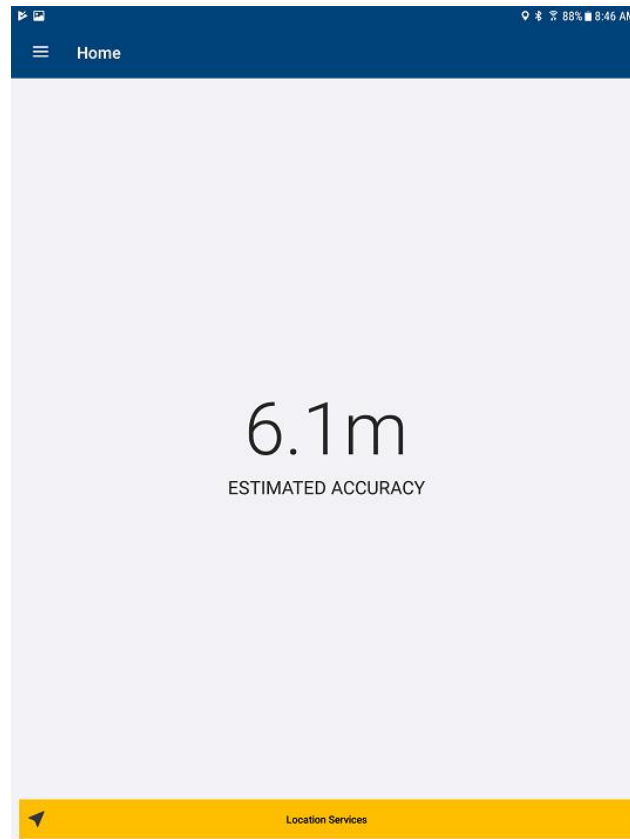 88% 8:46 AM
Home
6.1m
ESTIMATED ACCURACY
Location Services